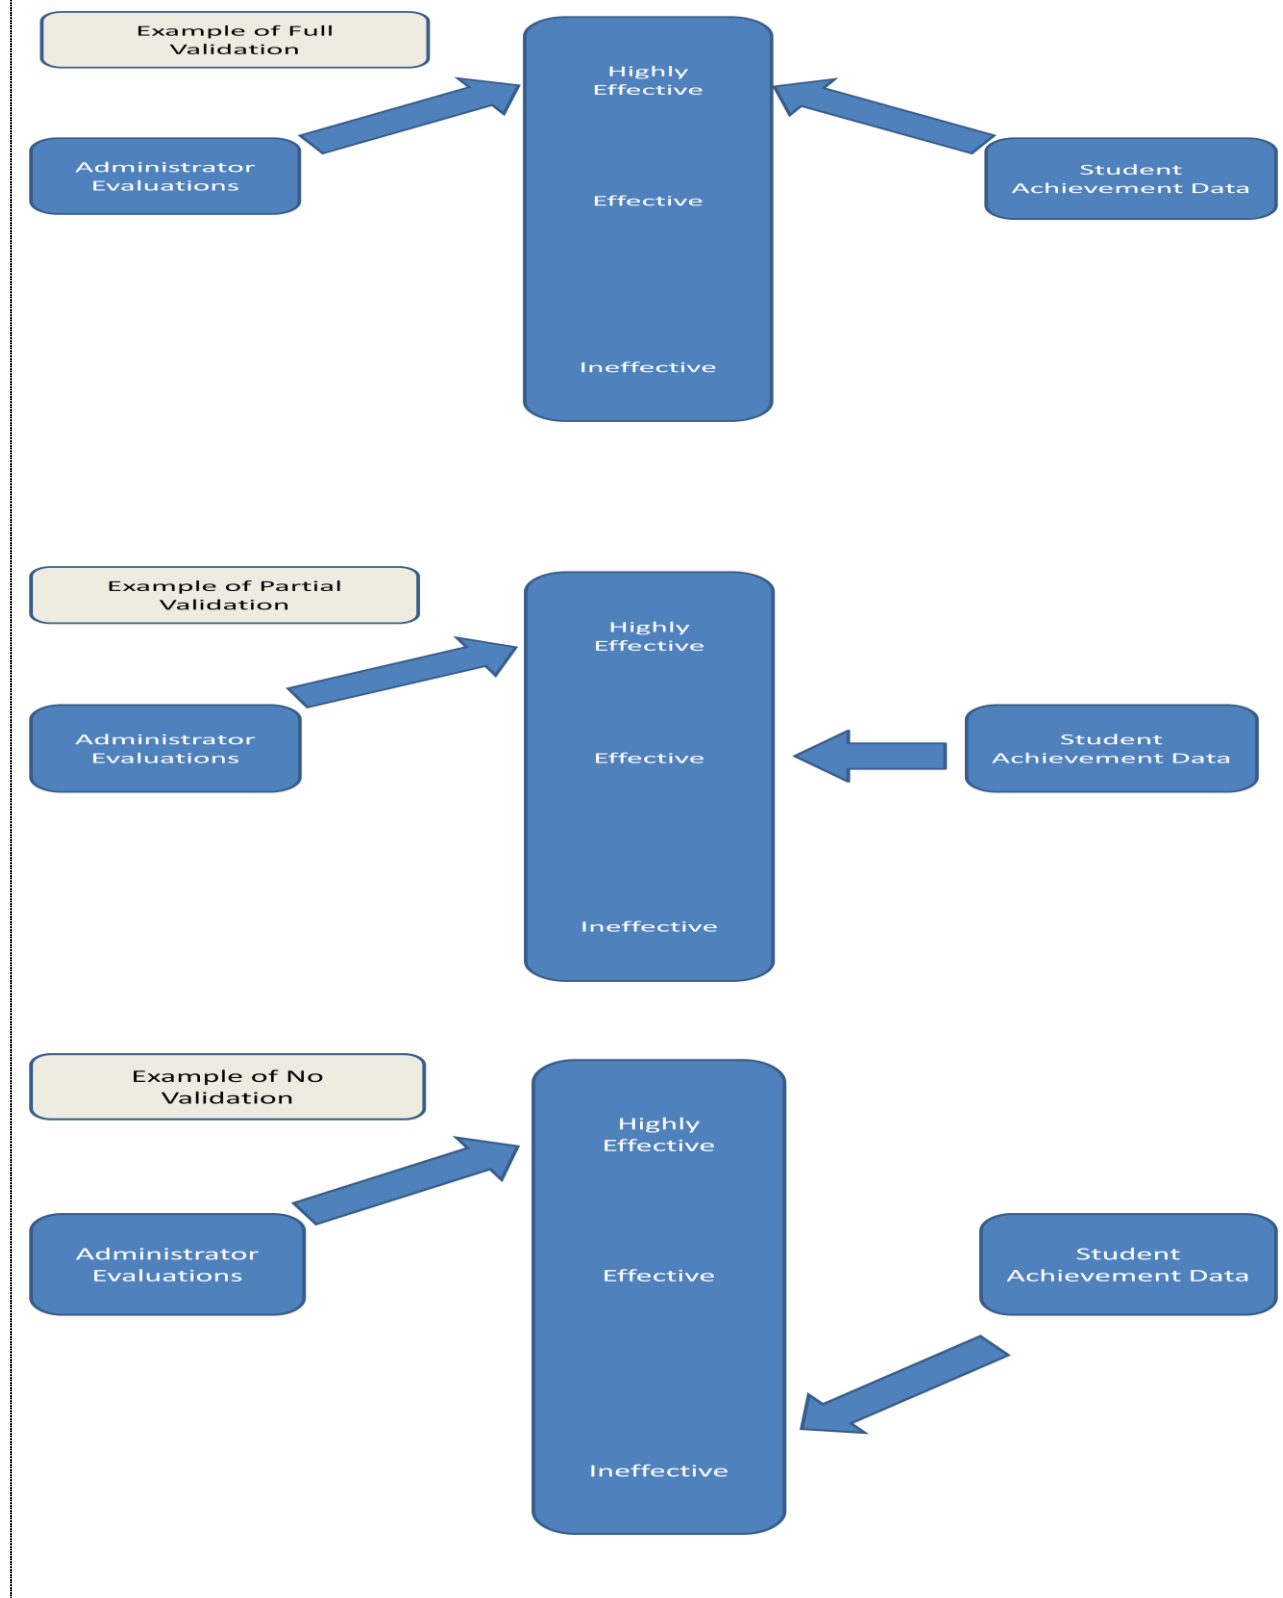 Example of Full
Validation
Administrator
Evaluations
Highly
Effective
Effective
Ineffective
Student
Achievement Data
Example of Partial
Validation
Administrator
Evaluations
Highly
Effective
Effective
Ineffective
Student
Achievement Data
Example of No
Validation
Administrator
Evaluations
Highly
Effective
Effective
Ineffective
Student
Achievement Data